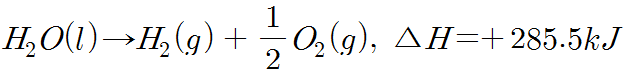 H₂O(l)→H₂(g) + 1/2 O₂(g), △H=+285.5kJ